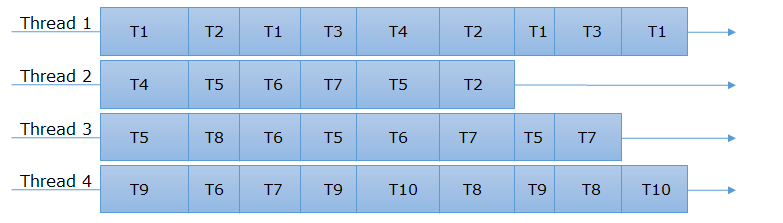 Thread 1 T1 T2 T1 T3 T4 T2 T1 T3 T1
Thread 2 T4 T5 T6 T7 T5 T2
Thread 3 T5 T8 T6 T5 T6 T7 T5 T7
Thread 4 T9 T6 T7 T9 T10 T8 T9 T8 T10